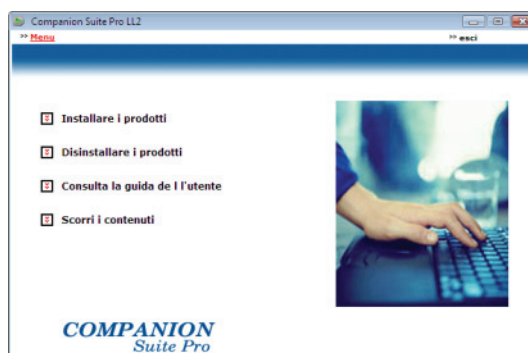 Companion Suite Pro LL2
>> Menu >> esci
Installare i prodotti
Disinstallare i prodotti
Consulta la guida de l l'utente
Scorri i contenuti
COMPANION
Suite Pro